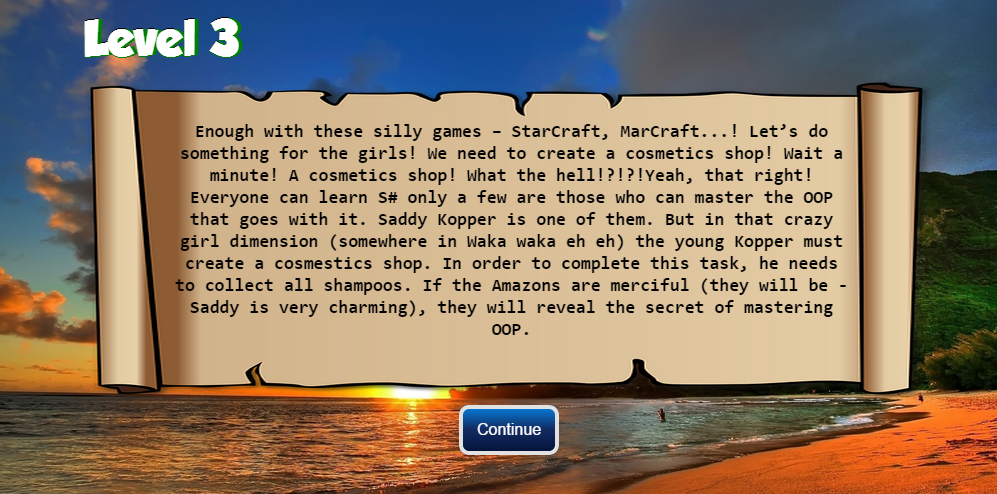 Level 3
Enough with these silly games – StarCraft, MarCraft...! Let’s do
something for the girls! We need to create a cosmetics shop! Wait a
minute! A cosmetics shop! What the hell!?!?!Yeah, that right!
Everyone can learn S# only a few are those who can master the OOP
that goes with it. Saddy Kopper is one of them. But in that crazy
girl dimension (somewhere in Waka waka eh eh) the young Kopper must
create a cosmestics shop. In order to complete this task, he needs
to collect all shampoos. If the Amazons are merciful (they will be -
Saddy is very charming), they will reveal the secret of mastering
OOP.
Continue